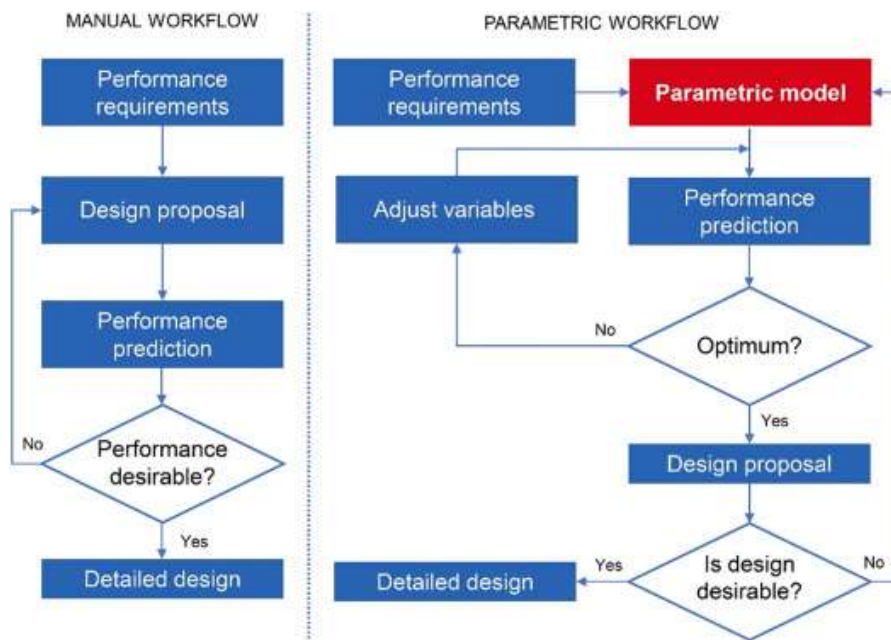 MANUAL WORKFLOW
Performance
requirements
Design proposal
Performance
prediction
No
Performance
desirable?
Yes
Detailed design
PARAMETRIC WORKFLOW
Performance
requirements
Parametric model
Adjust variables
Performance
prediction
No
Optimum?
Yes
Design proposal
Is design
desirable?
Yes
No
Detailed design